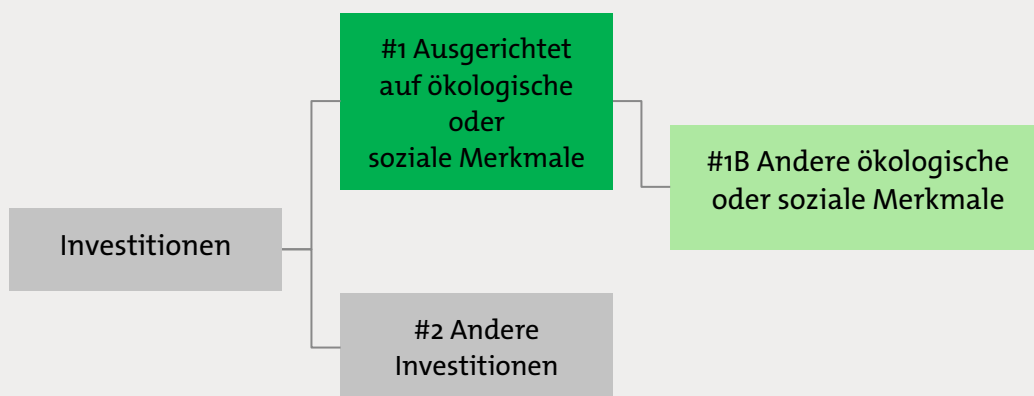 #1 Ausgerichtet
auf ökologische
oder
soziale Merkmale
#1B Andere ökologische
oder soziale Merkmale
Investitionen
#2 Andere
Investitionen